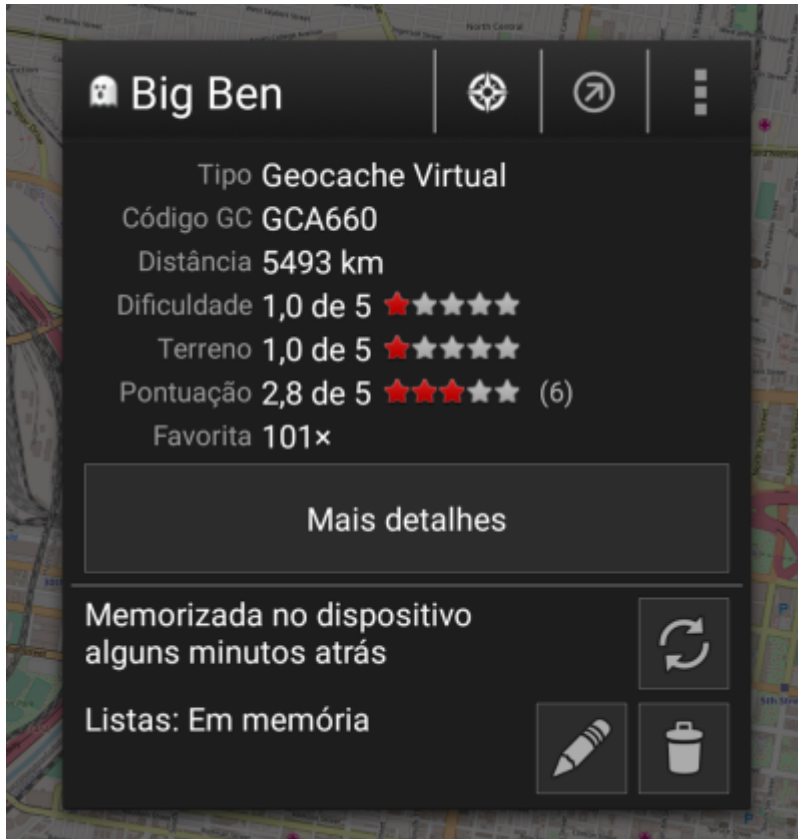 Big Ben
Tipo Geocache Virtual
Código GC GCA660
Distância 5493 km
Dificuldade 1,0 de 5
Terreno 1,0 de 5
Pontuação 2,8 de 5 (6)
Favorita 101×
Mais detalhes
Memorizada no dispositivo
alguns minutos atrás
Listas: Em memória